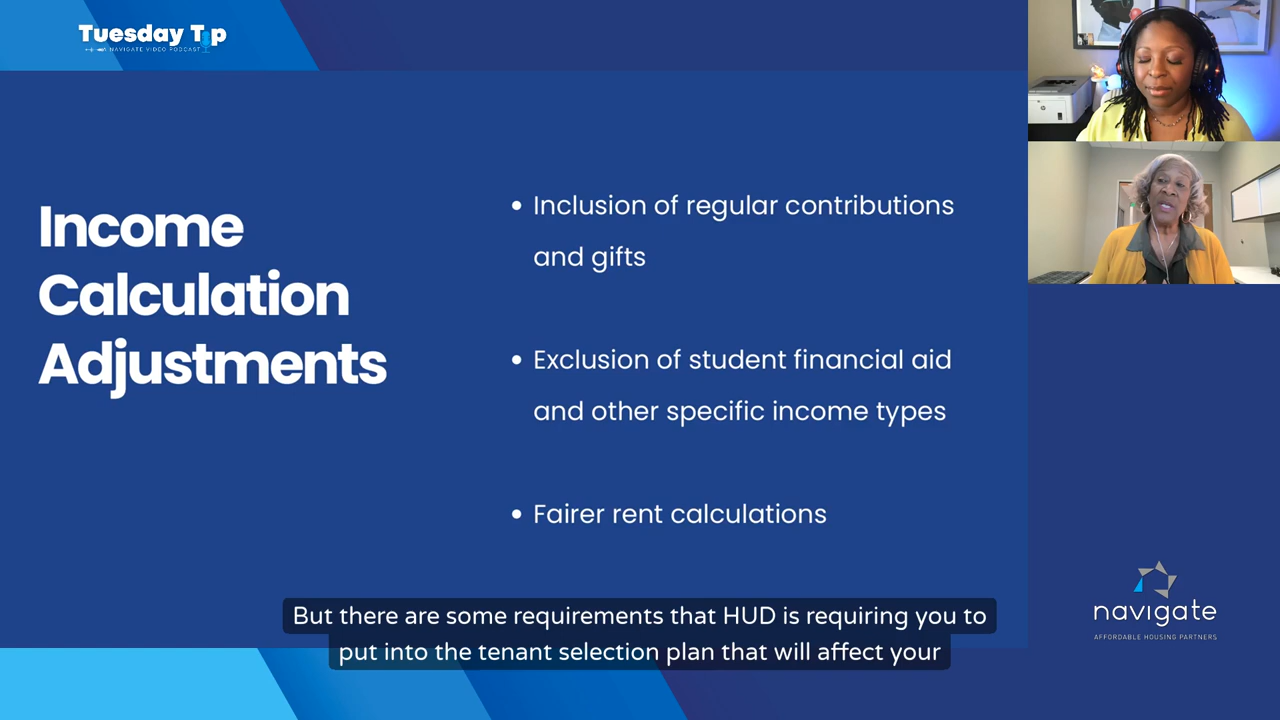 Tuesday Tip
NAVIGATE VIDEO PODCAST
Income
Calculation
Adjustments
• Inclusion of regular contributions
and gifts
• Exclusion of student financial aid
and other specific income types
• Fairer rent calculations
But there are some requirements that HUD is requiring you to
put into the tenant selection plan that will affect your
navigate
AFFORDABLE HOUSING PARTNERS